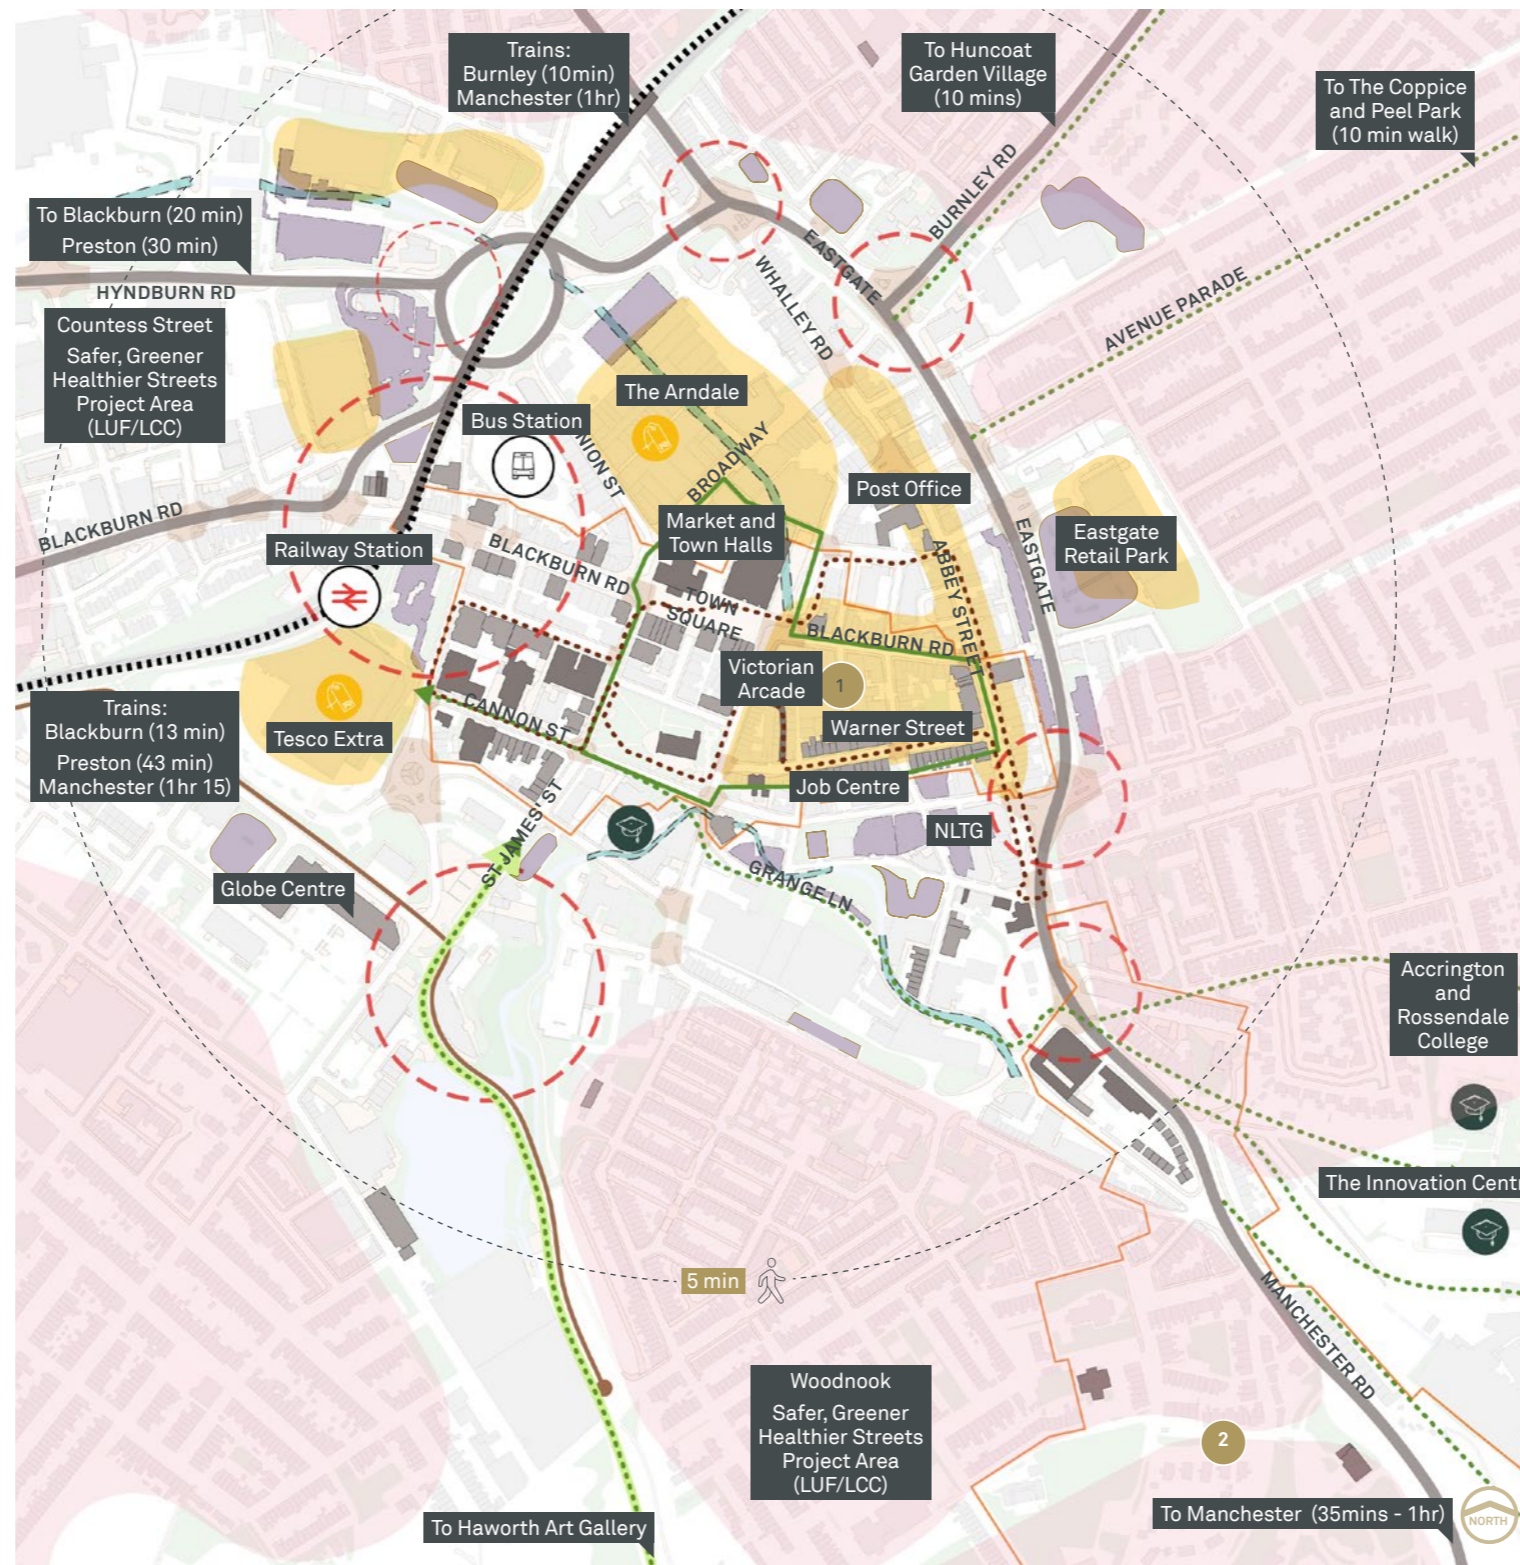 Trains:
Burnley (10min)
Manchester (1hr)
To Huncoat
Garden Village
(10 mins)
To The Coppice
and Peel Park
(10 min walk)
To Blackburn (20 min)
Preston (30 min)
HYNDBURN RD
BURNLEY RD
EASTGATE
WHALLEY RD
AVENUE PARADE
Countess Street
Safer, Greener
Healthier Streets
Project Area
(LUF/LCC)
The Arndale
Bus Station
NION ST
BROADWAY
Post Office
BLACKBURN RD
Railway Station
BLACKBURN RD
Market and
Town Halls
TOWN
SQUARE
ABBEY STREET
EASTGATE
Eastgate
Retail Park
BLACKBURN RD
Victorian
Arcade
1
Warner Street
Trains:
Blackburn (13 min)
Preston (43 min)
Manchester (1hr 15)
Tesco Extra
CANNON ST
Job Centre
ST JAMES' ST
NLTG
GRANGE LN
Globe Centre
Accrington
and
Rossendale
College
The Innovation Centr
5 min
MANCHESTER RD
Woodnook
Safer, Greener
Healthier Streets
Project Area
(LUF/LCC)
2
To Haworth Art Gallery
To Manchester (35mins - 1hr)
NORTH